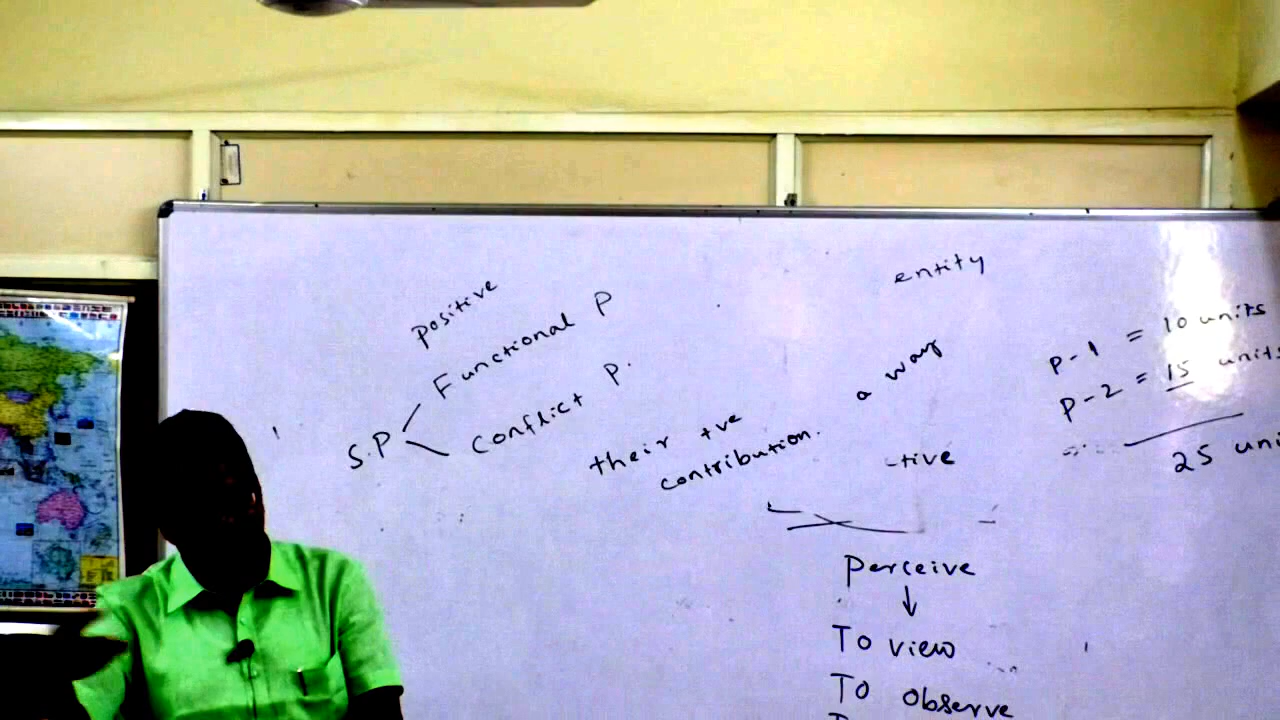 positive
Functional P
S.P
Conflict P.
their +ve
contribution.
entity
a way
-tive
Perceive
↓
To view
To observe
P-1 = 10 units
P-2 = 15 units
25 uni